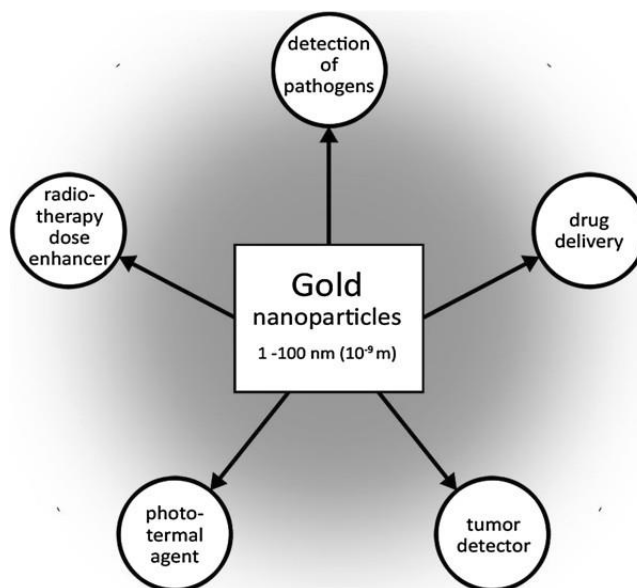 detection
of
pathogens
radio-
therapy
dose
enhancer
drug
delivery
Gold
nanoparticles
1 -100 nm (10⁻⁹ m)
photo-
termal
agent
tumor
detector